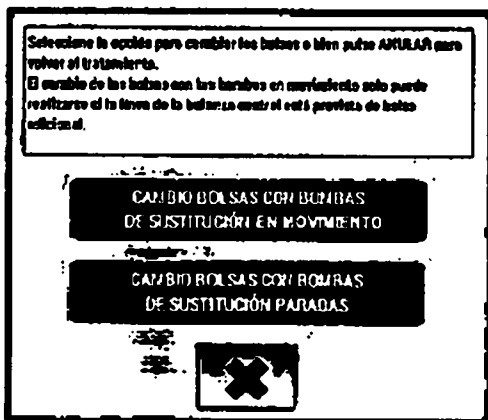 Seleccione la opción para cambiar las bolsas o bien pulse ANULAR para
volver al tratamiento.
El cambio de las bolsas con las bombas en movimiento solo puede
realizarse si la línea de la balanza central está provista de bolsa
adicional.
CAMBIO BOLSAS CON BOMBAS
DE SUSTITUCIÓN EN MOVIMIENTO
CAMBIO BOLSAS CON BOMBAS
DE SUSTITUCIÓN PARADAS